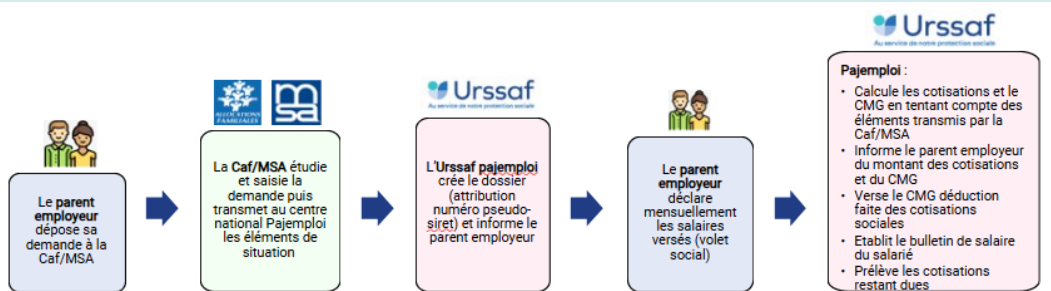 Urssaf
Au service de notre protection sociale
Pajemploi :
• Calcule les cotisations et le
CMG en tentant compte des
éléments transmis par la
Caf/MSA
• Informe le parent employeur
du montant des cotisations
et du CMG
• Verse le CMG déduction
faite des cotisations
sociales
• Etablit le bulletin de salaire
du salarié
• Prélève les cotisations
restant dues
ALLOCATIONS
FAMILIALES
msa
La Caf/MSA étudie
et saisie la
demande puis
transmet au centre
national Pajemploi
les éléments de
situation
Urssaf
Au service de notre protection sociale
L'Urssaf pajemploi
crée le dossier
(attribution
numéro pseudo-
siret) et informe le
parent employeur
Le parent
employeur
déclare
mensuellement
les salaires
versés (volet
social)
Le parent
employeur
dépose sa
demande à la
Caf/MSA